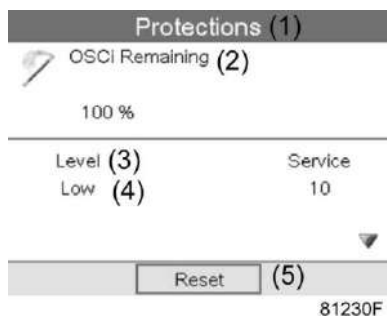 Protections (1)
OSCi Remaining (2)
100 %
Level (3) Service
Low (4) 10
Reset (5)
81230F